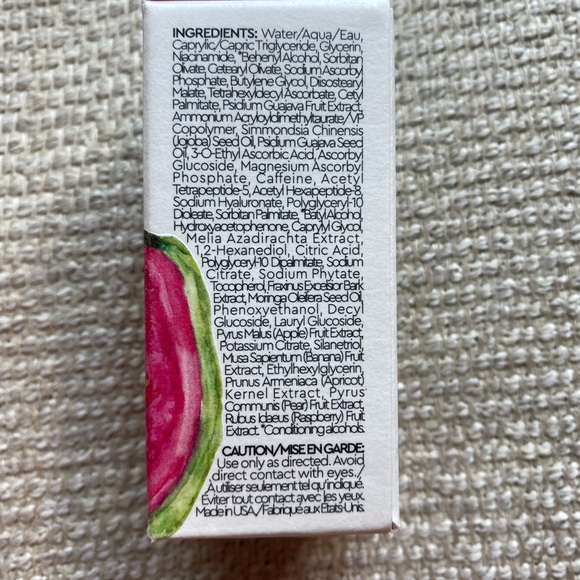 INGREDIENTS: Water/Aqua/Eau,
Caprylic/Capric Triglyceride, Glycerin,
Niacinamide, *Behenyl Alcohol, Sorbitan
Olivate, Cetearyl Olivate, Sodium Ascorbyl
Phosphate, Butylene Glycol, Diisostearyl
Malate, Tetrahexyldecyl Ascorbate, Cetyl
Palmitate, Psidium Guajava Fruit Extract,
Ammonium Acryloyldimethyltaurate/VP
Copolymer, Simmondsia Chinensis
(Jojoba) Seed Oil, Psidium Guajava Seed
Oil, 3-O-Ethyl Ascorbic Acid, Ascorbyl
Glucoside, Magnesium Ascorbyl
Phosphate, Caffeine, Acetyl
Tetrapeptide-5, Acetyl Hexapeptide-8,
Sodium Hyaluronate, Polyglyceryl-10
Dioleate, Sorbitan Palmitate, *Batyl Alcohol,
Hydroxyacetophenone, Caprylyl Glycol,
Melia Azadirachta Extract,
1,2-Hexanediol, Citric Acid,
Polyglyceryl-10 Dipalmitate, Sodium
Citrate, Sodium Phytate,
Tocopherol, Fraxinus Excelsior Bark
Extract, Moringa Oleifera Seed Oil,
Phenoxyethanol, Decyl
Glucoside, Lauryl Glucoside,
Pyrus Malus (Apple) Fruit Extract,
Potassium Citrate, Silanetriol,
Musa Sapientum (Banana) Fruit
Extract, Ethylhexylglycerin,
Prunus Armeniaca (Apricot)
Kernel Extract, Pyrus
Communis (Pear) Fruit Extract,
Rubus Idaeus (Raspberry) Fruit
Extract. *Conditioning alcohols.
CAUTION/MISE EN GARDE:
Use only as directed. Avoid
direct contact with eyes./
A utiliser seulement tel qu'indiqué.
Éviter tout contact avec les yeux.
Made in USA./Fabriqué aux États-Unis.